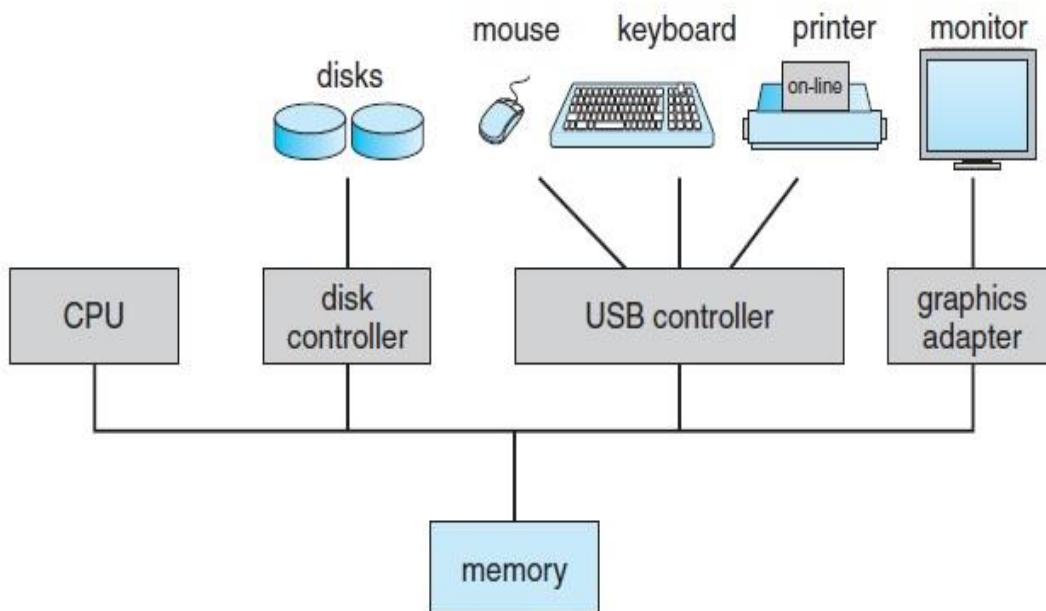 mouse
keyboard
printer
monitor
disks
on-line
CPU
disk
controller
USB controller
graphics
adapter
memory